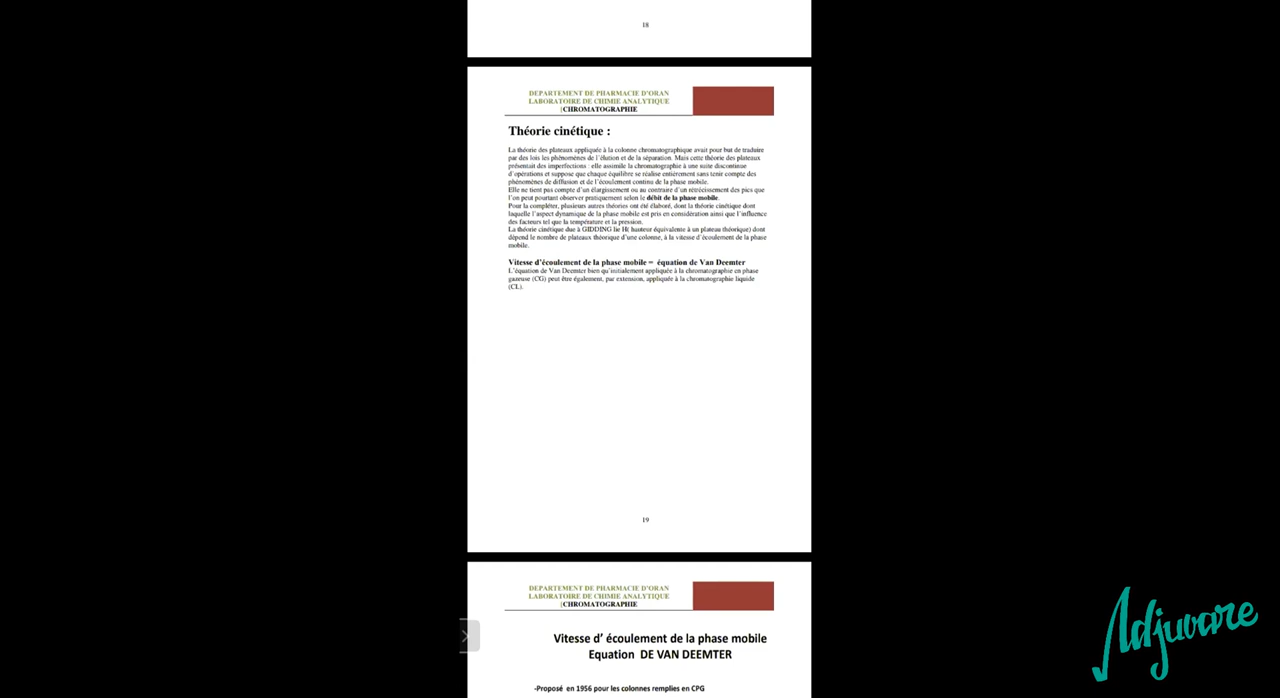 18
DEPARTEMENT DE PHARMACIE D'ORAN
LABORATOIRE DE CHIMIE ANALYTIQUE
[CHROMATOGRAPHIE
Théorie cinétique :
La théorie des plateaux appliquée à la colonne chromatographique avait pour but de traduire
par des lois les phénomènes de l'élution et de la séparation. Mais cette théorie des plateaux
présentait des imperfections : elle assimile la chromatographie à une suite discontinue
d'opérations et suppose que chaque équilibre se réalise entièrement sans tenir compte des
phénomènes de diffusion et de l'écoulement continu de la phase mobile.
Elle ne tient pas compte d'un élargissement ou au contraire d'un rétrécissement des pics que
l'on peut pourtant observer pratiquement selon le débit de la phase mobile.
Pour la compléter, plusieurs autres théories ont été élaboré, dont la théorie cinétique dont
laquelle l'aspect dynamique de la phase mobile est pris en considération ainsi que l'influence
des facteurs tel que la température et la pression.
La théorie cinétique due à GIDDING lie H( hauteur équivalente à un plateau théorique) dont
dépend le nombre de plateaux théorique d'une colonne, à la vitesse d'écoulement de la phase
mobile.
Vitesse d'écoulement de la phase mobile = équation de Van Deemter
L'équation de Van Deemter bien qu'initialement appliquée à la chromatographie en phase
gazeuse (CG) peut être également, par extension, appliquée à la chromatographie liquide
(CL).
19
DEPARTEMENT DE PHARMACIE D'ORAN
LABORATOIRE DE CHIMIE ANALYTIQUE
[CHROMATOGRAPHIE
Vitesse d' écoulement de la phase mobile
Equation DE VAN DEEMTER
-Proposé en 1956 pour les colonnes remplies en CPG
Adjuvare